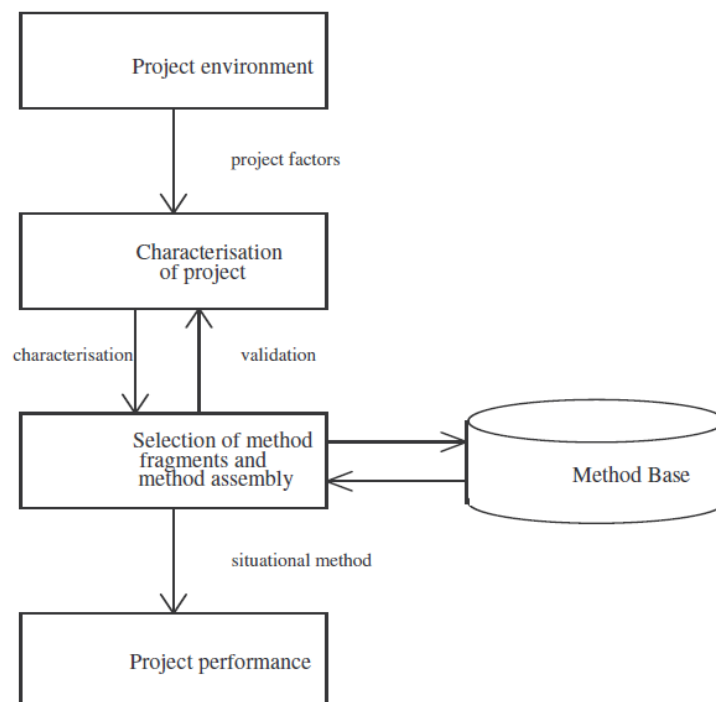 Project environment
project factors
Characterisation
of project
characterisation
validation
Selection of method
fragments and
method assembly
Method Base
situational method
Project performance